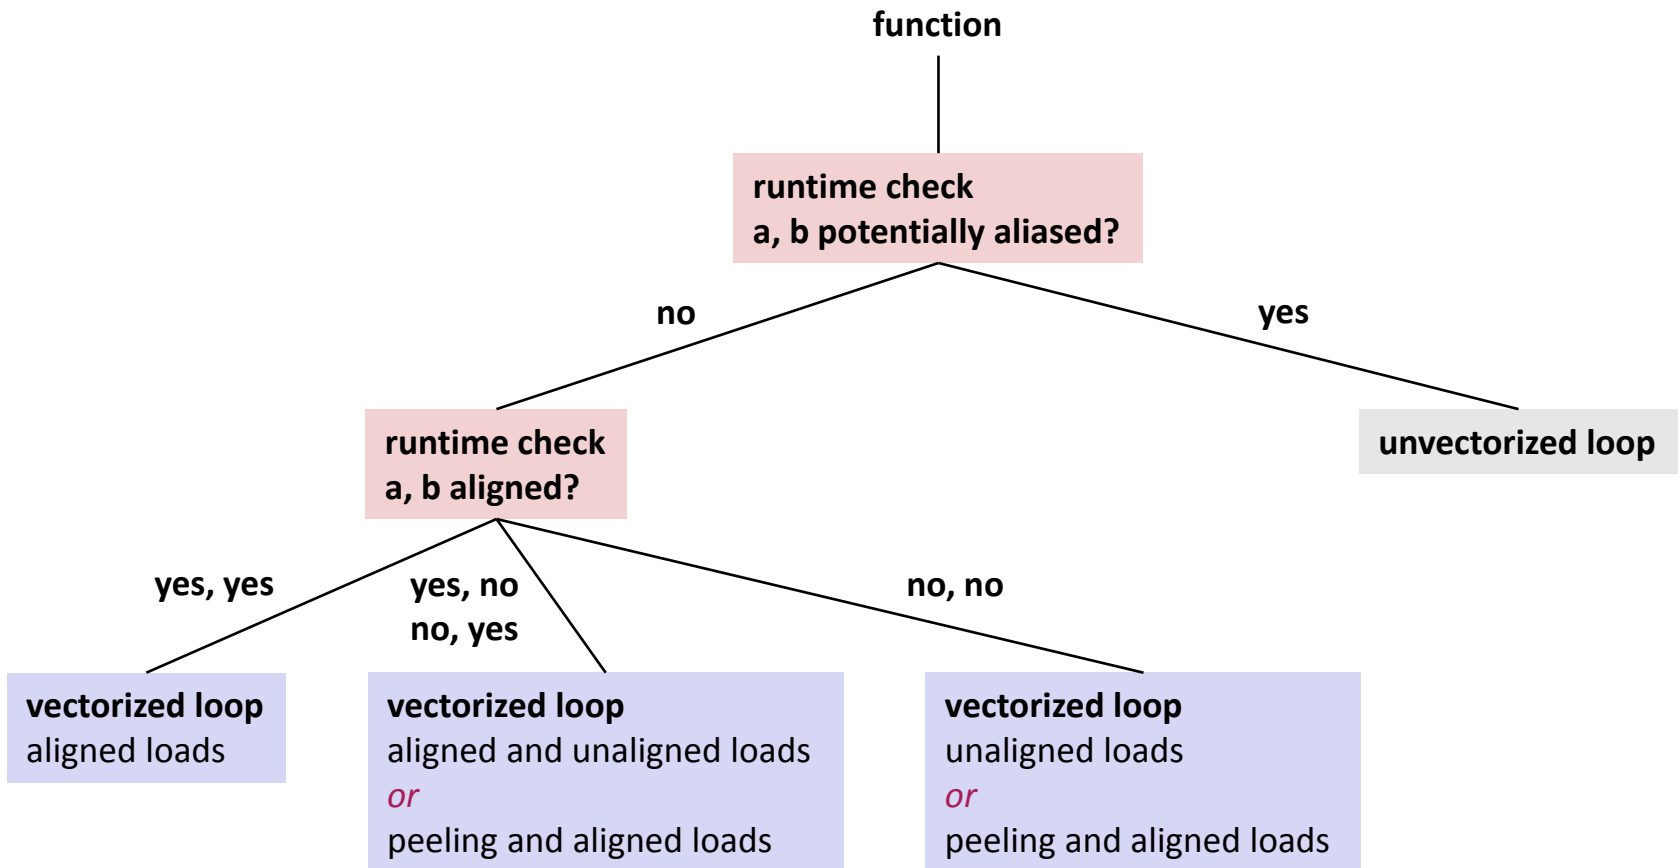 function
runtime check
a, b potentially aliased?
no
yes
runtime check
a, b aligned?
unvectorized loop
yes, yes
yes, no
no, yes
no, no
vectorized loop
aligned loads
vectorized loop
aligned and unaligned loads
or
peeling and aligned loads
vectorized loop
unaligned loads
or
peeling and aligned loads